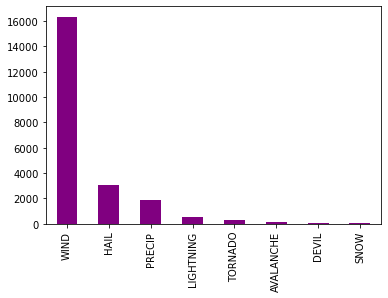 16000
14000
12000
10000
8000
6000
4000
2000
0
WIND
HAIL
PRECIP
LIGHTNING
TORNADO
AVALANCHE
DEVIL
SNOW